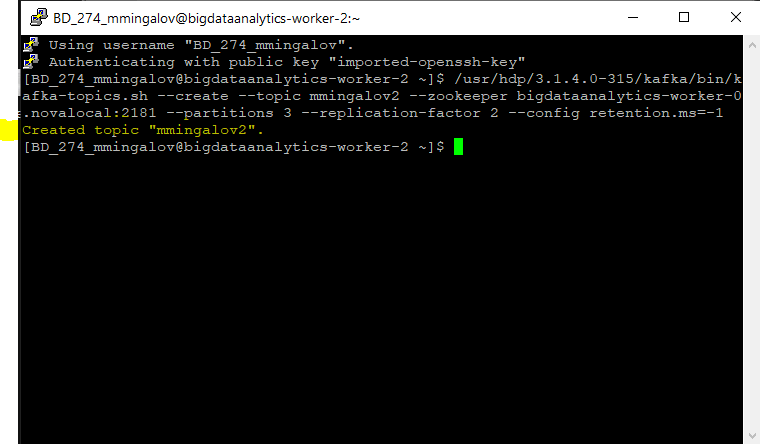 BD_274_mmingalov@bigdataanalytics-worker-2:~
Using username "BD_274_mmingalov".
Authenticating with public key "imported-openssh-key"
[BD_274_mmingalov@bigdataanalytics-worker-2 ~]$ /usr/hdp/3.1.4.0-315/kafka/bin/k
afka-topics.sh --create --topic mmingalov2 --zookeeper bigdataanalytics-worker-0
.novalocal:2181 --partitions 3 --replication-factor 2 --config retention.ms=-1
Created topic "mmingalov2".
[BD_274_mmingalov@bigdataanalytics-worker-2 ~]$